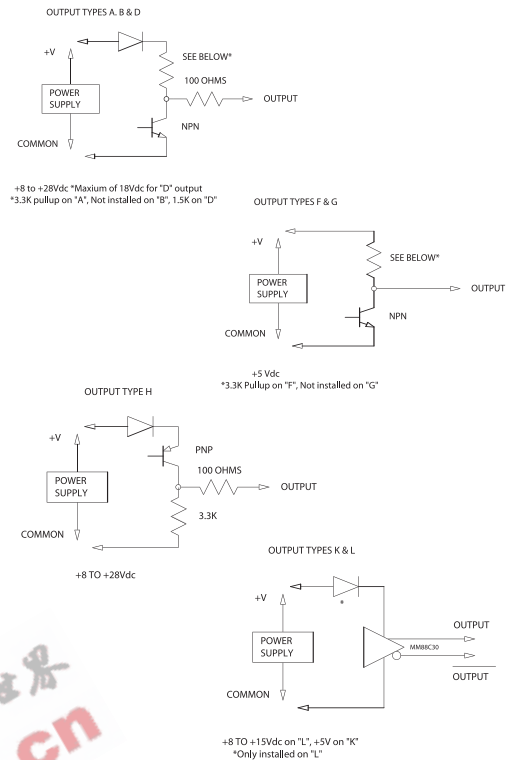 OUTPUT TYPES A. B & D
+V
SEE BELOW*
100 OHMS
POWER
SUPPLY
OUTPUT
NPN
COMMON
+8 to +28Vdc *Maxium of 18Vdc for "D" output
*3.3K pullup on "A", Not installed on "B", 1.5K on "D"
OUTPUT TYPES F & G
+V
SEE BELOW*
POWER
SUPPLY
OUTPUT
NPN
COMMON
+5 Vdc
*3.3K Pullup on "F", Not installed on "G"
OUTPUT TYPE H
+V
PNP
100 OHMS
POWER
SUPPLY
OUTPUT
3.3K
COMMON
+8 TO +28Vdc
OUTPUT TYPES K & L
+V
*
OUTPUT
POWER
SUPPLY
MM88C30
OUTPUT
COMMON
+8 TO +15Vdc on "L", +5V on "K"
*Only installed on "L"
世界
cn